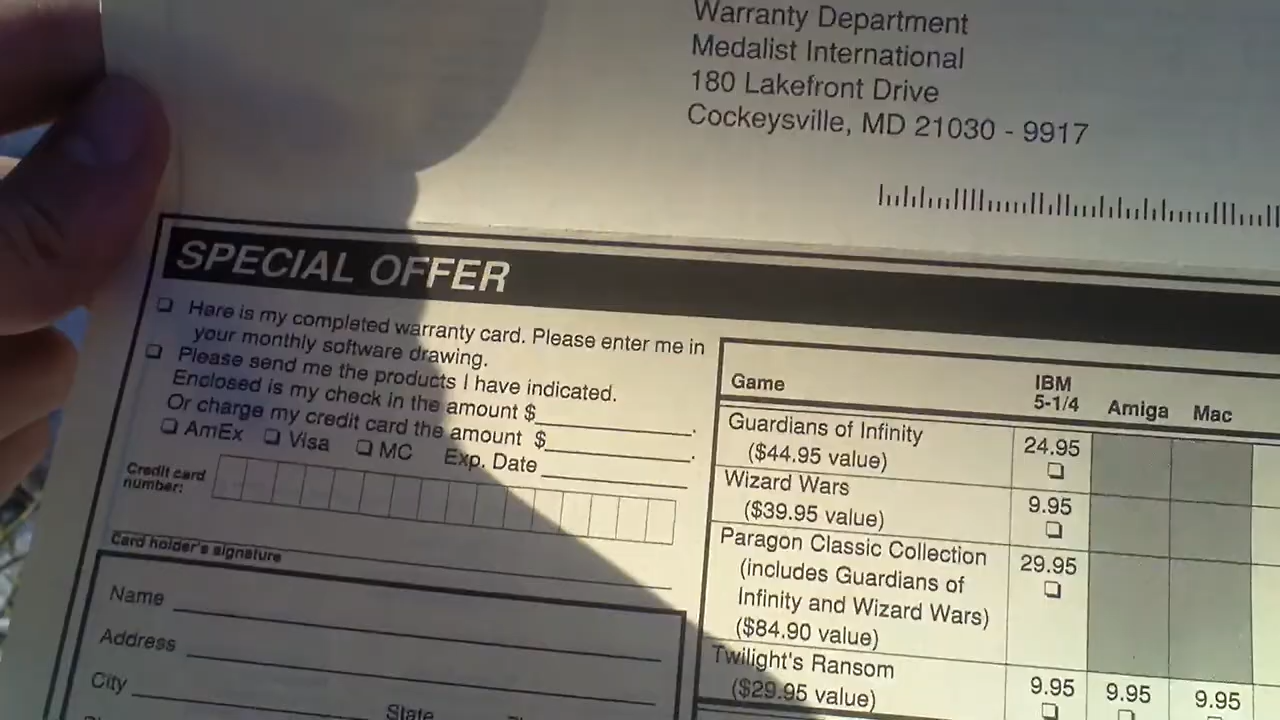 Warranty Department
Medalist International
180 Lakefront Drive
Cockeysville, MD 21030 - 9917
SPECIAL OFFER
❏ Here is my completed warranty card. Please enter me in
your monthly software drawing.
❏ Please send me the products I have indicated.
Enclosed is my check in the amount $_______.
Or charge my credit card the amount $_______.
❏ AmEx ❏ Visa ❏ MC Exp. Date _______
Credit card
number:
Card holder's signature
Name
Address
City
State
Game IBM 5-1/4 Amiga Mac
Guardians of Infinity 24.95
($44.95 value) ❏
Wizard Wars 9.95
($39.95 value) ❏
Paragon Classic Collection 29.95
(includes Guardians of ❏
Infinity and Wizard Wars)
($84.90 value)
Twilight's Ransom 9.95 9.95 9.95
($29.95 value) ❏